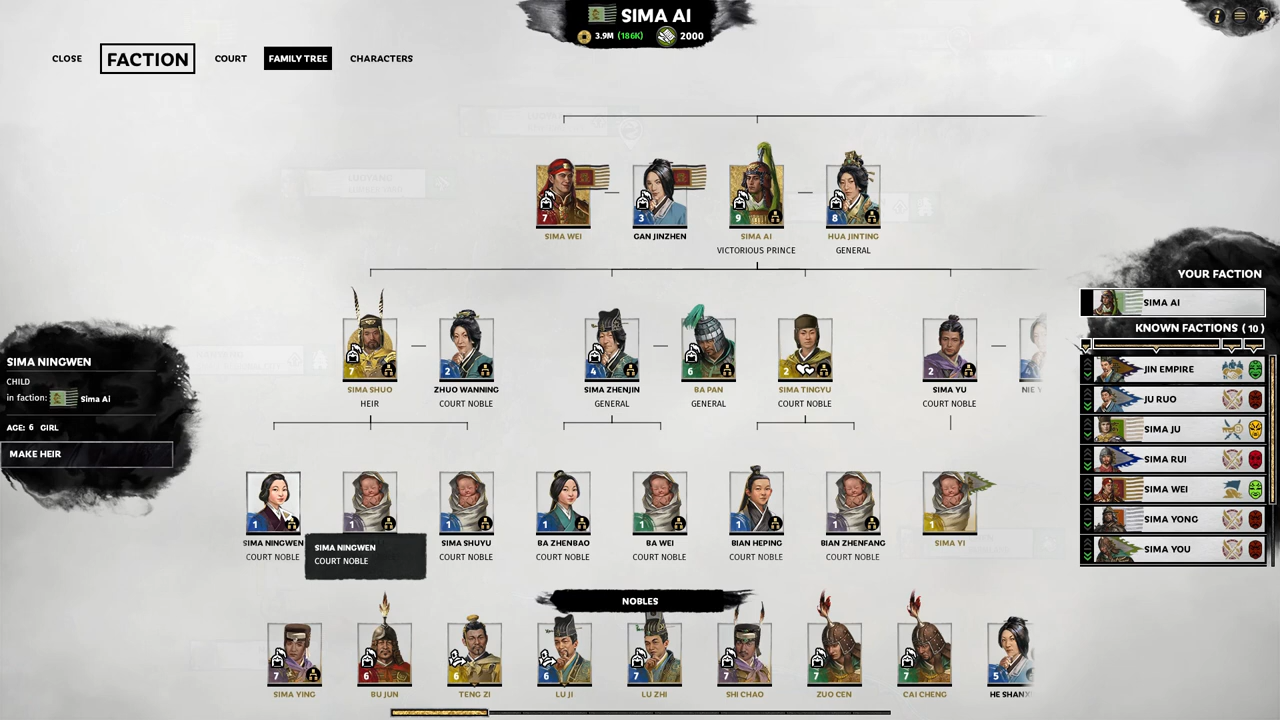 SIMA AI
3.9M (186K) 2000
CLOSE FACTION COURT FAMILY TREE CHARACTERS
7 3 9 8
SIMA WEI GAN JINZHEN SIMA AI HUA JINTING
VICTORIOUS PRINCE GENERAL
YOUR FACTION
SIMA AI
KNOWN FACTIONS (10)
JIN EMPIRE
JU RUO
SIMA JU
SIMA RUI
SIMA WEI
SIMA YONG
SIMA YOU
7 2 4 6 2 2 4
SIMA SHUO ZHUO WANNING SIMA ZHENJIN BA PAN SIMA TINGYU SIMA YU NIE Y
HEIR COURT NOBLE GENERAL GENERAL COURT NOBLE COURT NOBLE
SIMA NINGWEN
CHILD
in faction: Sima Ai
AGE: 6 GIRL
MAKE HEIR
1 1 1 1 1 1 1 1
SIMA NINGWEN SIMA SHUYU BA ZHENBAO BA WEI BIAN HEPING BIAN ZHENFANG SIMA YI
COURT NOBLE COURT NOBLE COURT NOBLE COURT NOBLE COURT NOBLE COURT NOBLE
SIMA NINGWEN
COURT NOBLE
NOBLES
7 6 6 6 7 7 7 7 5
SIMA YING BU JUN TENG ZI LU JI LU ZHI SHI CHAO ZUO CEN CAI CHENG HE SHAN